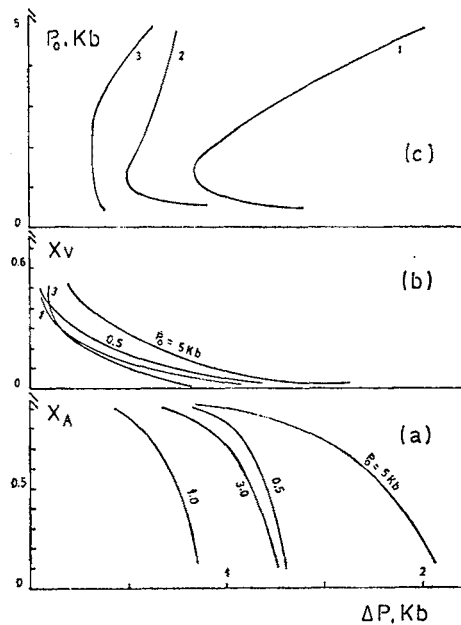 5
P₀, Kb
3
2
1
(c)
0
Xv
0.6
(b)
3
1
0.5
P₀ = 5Kb
0
X_A
(a)
P₀ = 5Kb
0.5
1.0
3.0
0.5
0
1
2
ΔP, Kb